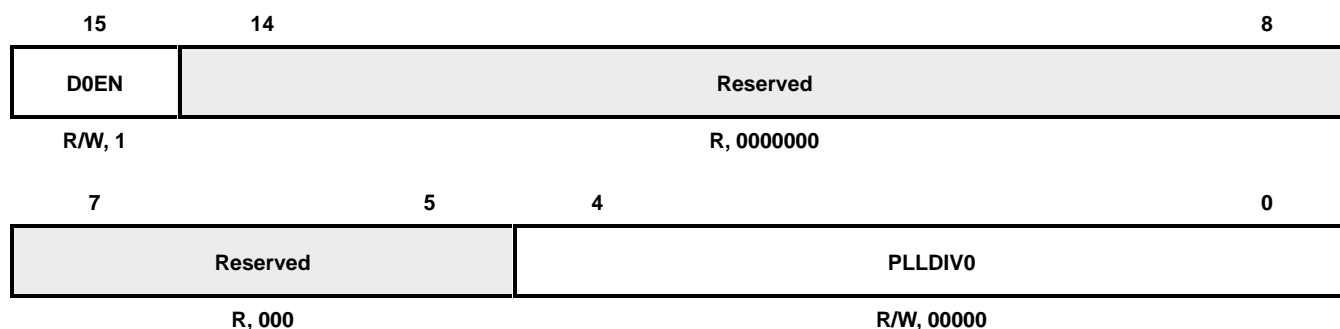 15 14 8
D0EN Reserved
R/W, 1 R, 0000000
7 5 4 0
Reserved PLLDIV0
R, 000 R/W, 00000